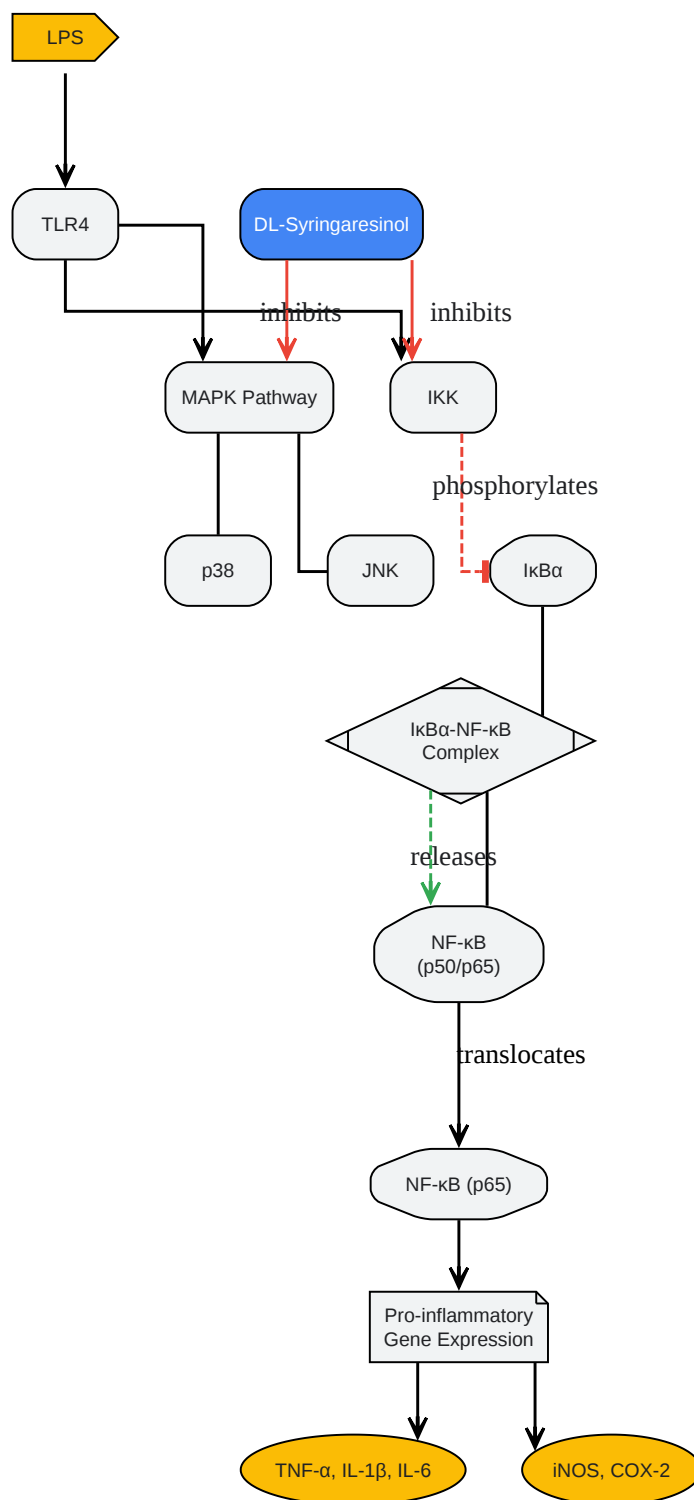 LPS
TLR4
DL-Syringaresinol
inhibits
inhibits
MAPK Pathway
IKK
phosphorylates
p38
JNK
IκBα
IκBα-NF-κB
Complex
releases
NF-κB
(p50/p65)
translocates
NF-κB (p65)
Pro-inflammatory
Gene Expression
TNF-α, IL-1β, IL-6
iNOS, COX-2